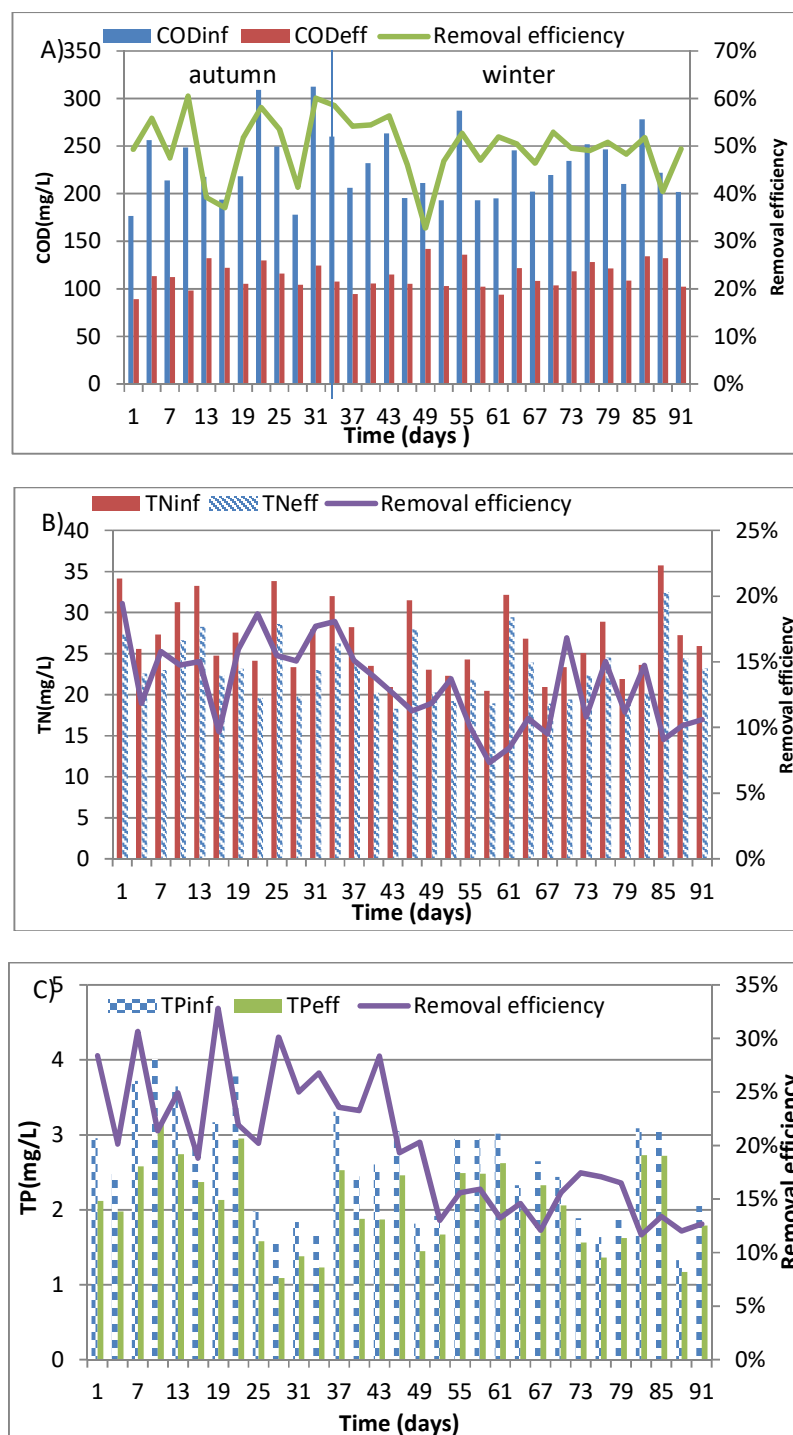 A)
CODinf CODeff Removal efficiency
autumn winter
350
300
250
200
150
100
50
0
COD(mg/L)
70%
60%
50%
40%
30%
20%
10%
0%
Removal efficiency
1 7 13 19 25 31 37 43 49 55 61 67 73 79 85 91
Time (days )
B)
TNinf TNeff Removal efficiency
40
35
30
25
20
15
10
5
0
TN(mg/L)
25%
20%
15%
10%
5%
0%
Removal efficiency
1 7 13 19 25 31 37 43 49 55 61 67 73 79 85 91
Time (days)
C)
TPinf TPeff Removal efficiency
5
4
3
2
1
0
TP(mg/L)
35%
30%
25%
20%
15%
10%
5%
0%
Removal efficiency
1 7 13 19 25 31 37 43 49 55 61 67 73 79 85 91
Time (days)